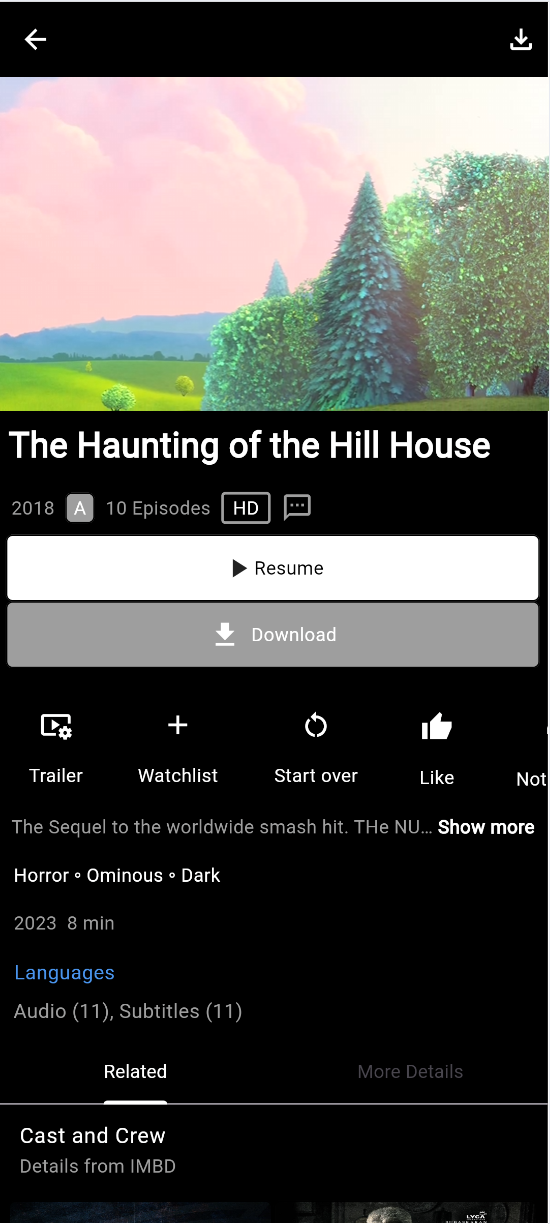 The Haunting of the Hill House
2018 A 10 Episodes HD
Resume
Download
Trailer Watchlist Start over Like Not
The Sequel to the worldwide smash hit. THe NU... Show more
Horror ∘ Ominous ∘ Dark
2023 8 min
Languages
Audio (11), Subtitles (11)
Related More Details
Cast and Crew
Details from IMBD
LYCA